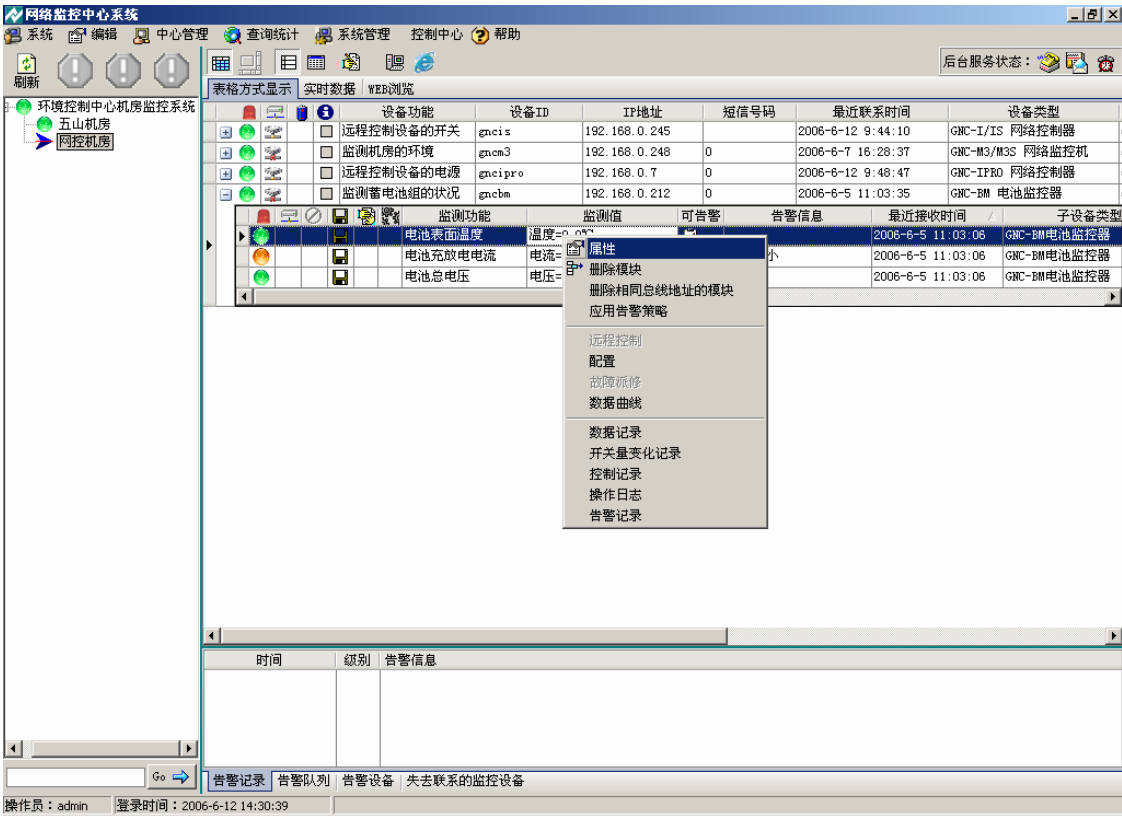 网络监控中心系统
系统 编辑 中心管理 查询统计 系统管理 控制中心 帮助
刷新
后台服务状态：
表格方式显示 实时数据 WEB浏览
环境控制中心机房监控系统
五山机房
网控机房
设备功能 设备ID IP地址 短信号码 最近联系时间 设备类型
远程控制设备的开关 gncis 192.168.0.245 2006-6-12 9:44:10 GNC-I/IS 网络控制器
监测机房的环境 gncm3 192.168.0.248 0 2006-6-7 16:28:37 GNC-M3/M3S 网络监控机
远程控制设备的电源 gncipro 192.168.0.7 0 2006-6-12 9:48:47 GNC-IPRO 网络控制器
监测蓄电池组的状况 gncbm 192.168.0.212 0 2006-6-5 11:03:35 GNC-BM 电池监控器
监测功能 监测值 可告警 告警信息 最近接收时间 子设备类型
电池表面温度 温度=0.0℃ 2006-6-5 11:03:06 GNC-BM电池监控器
电池充放电电流 电流= 小 2006-6-5 11:03:06 GNC-BM电池监控器
电池总电压 电压= 2006-6-5 11:03:06 GNC-BM电池监控器
属性
删除模块
删除相同总线地址的模块
应用告警策略
远程控制
配置
故障派修
数据曲线
数据记录
开关量变化记录
控制记录
操作日志
告警记录
时间 级别 告警信息
Go
告警记录 告警队列 告警设备 失去联系的监控设备
操作员：admin 登录时间：2006-6-12 14:30:39